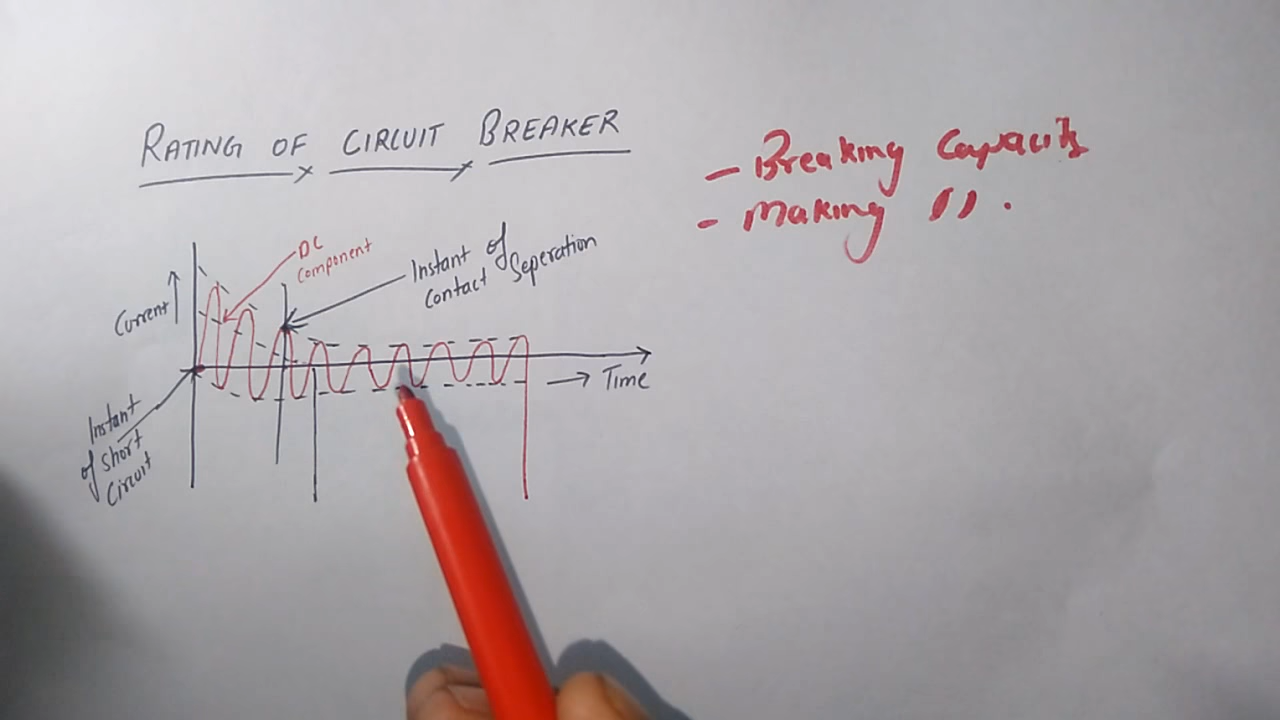 RATING OF CIRCUIT BREAKER
- Breaking Capacity
- Making " .
DC
Component
Instant of
Contact Seperation
Current
Time
Instant
of Short
Circuit